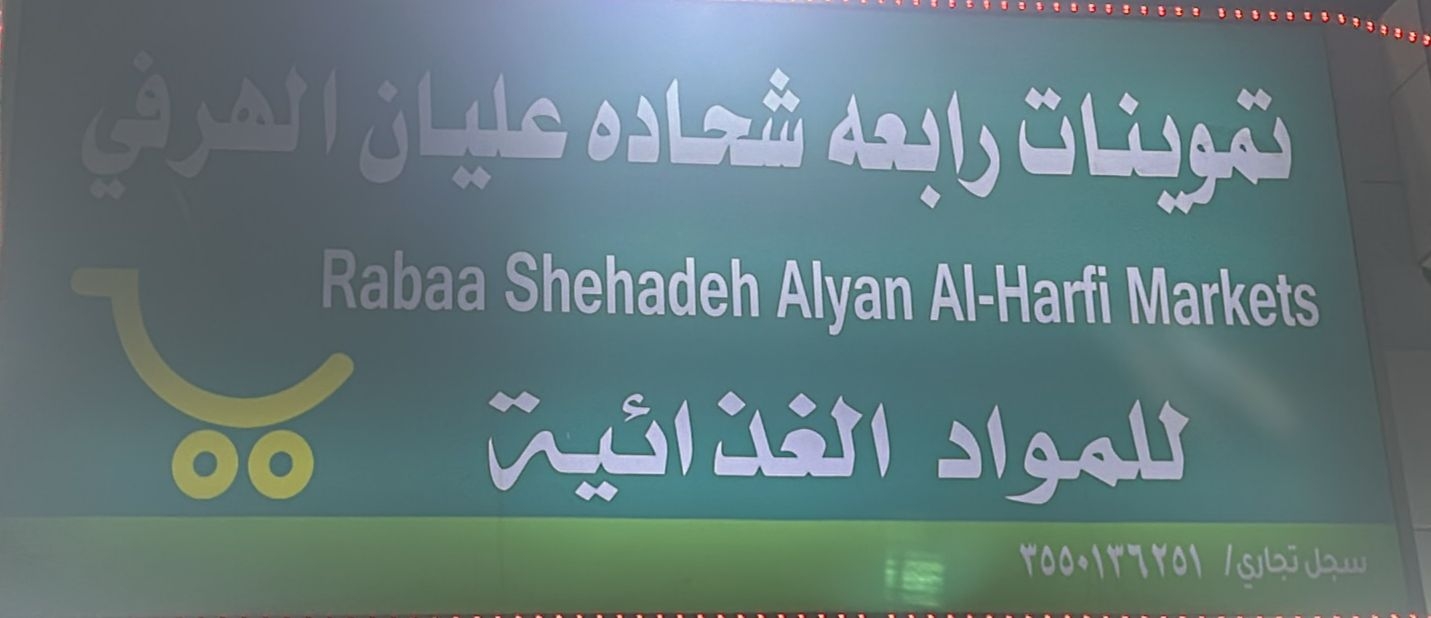 تموينات رابعه شحاده عليان الهرفي
Rabaa Shehadeh Alyan Al-Harfi Markets
للمواد الغذائية
سجل تجاري/ ٣٥٥٠١٣٦٢٥١